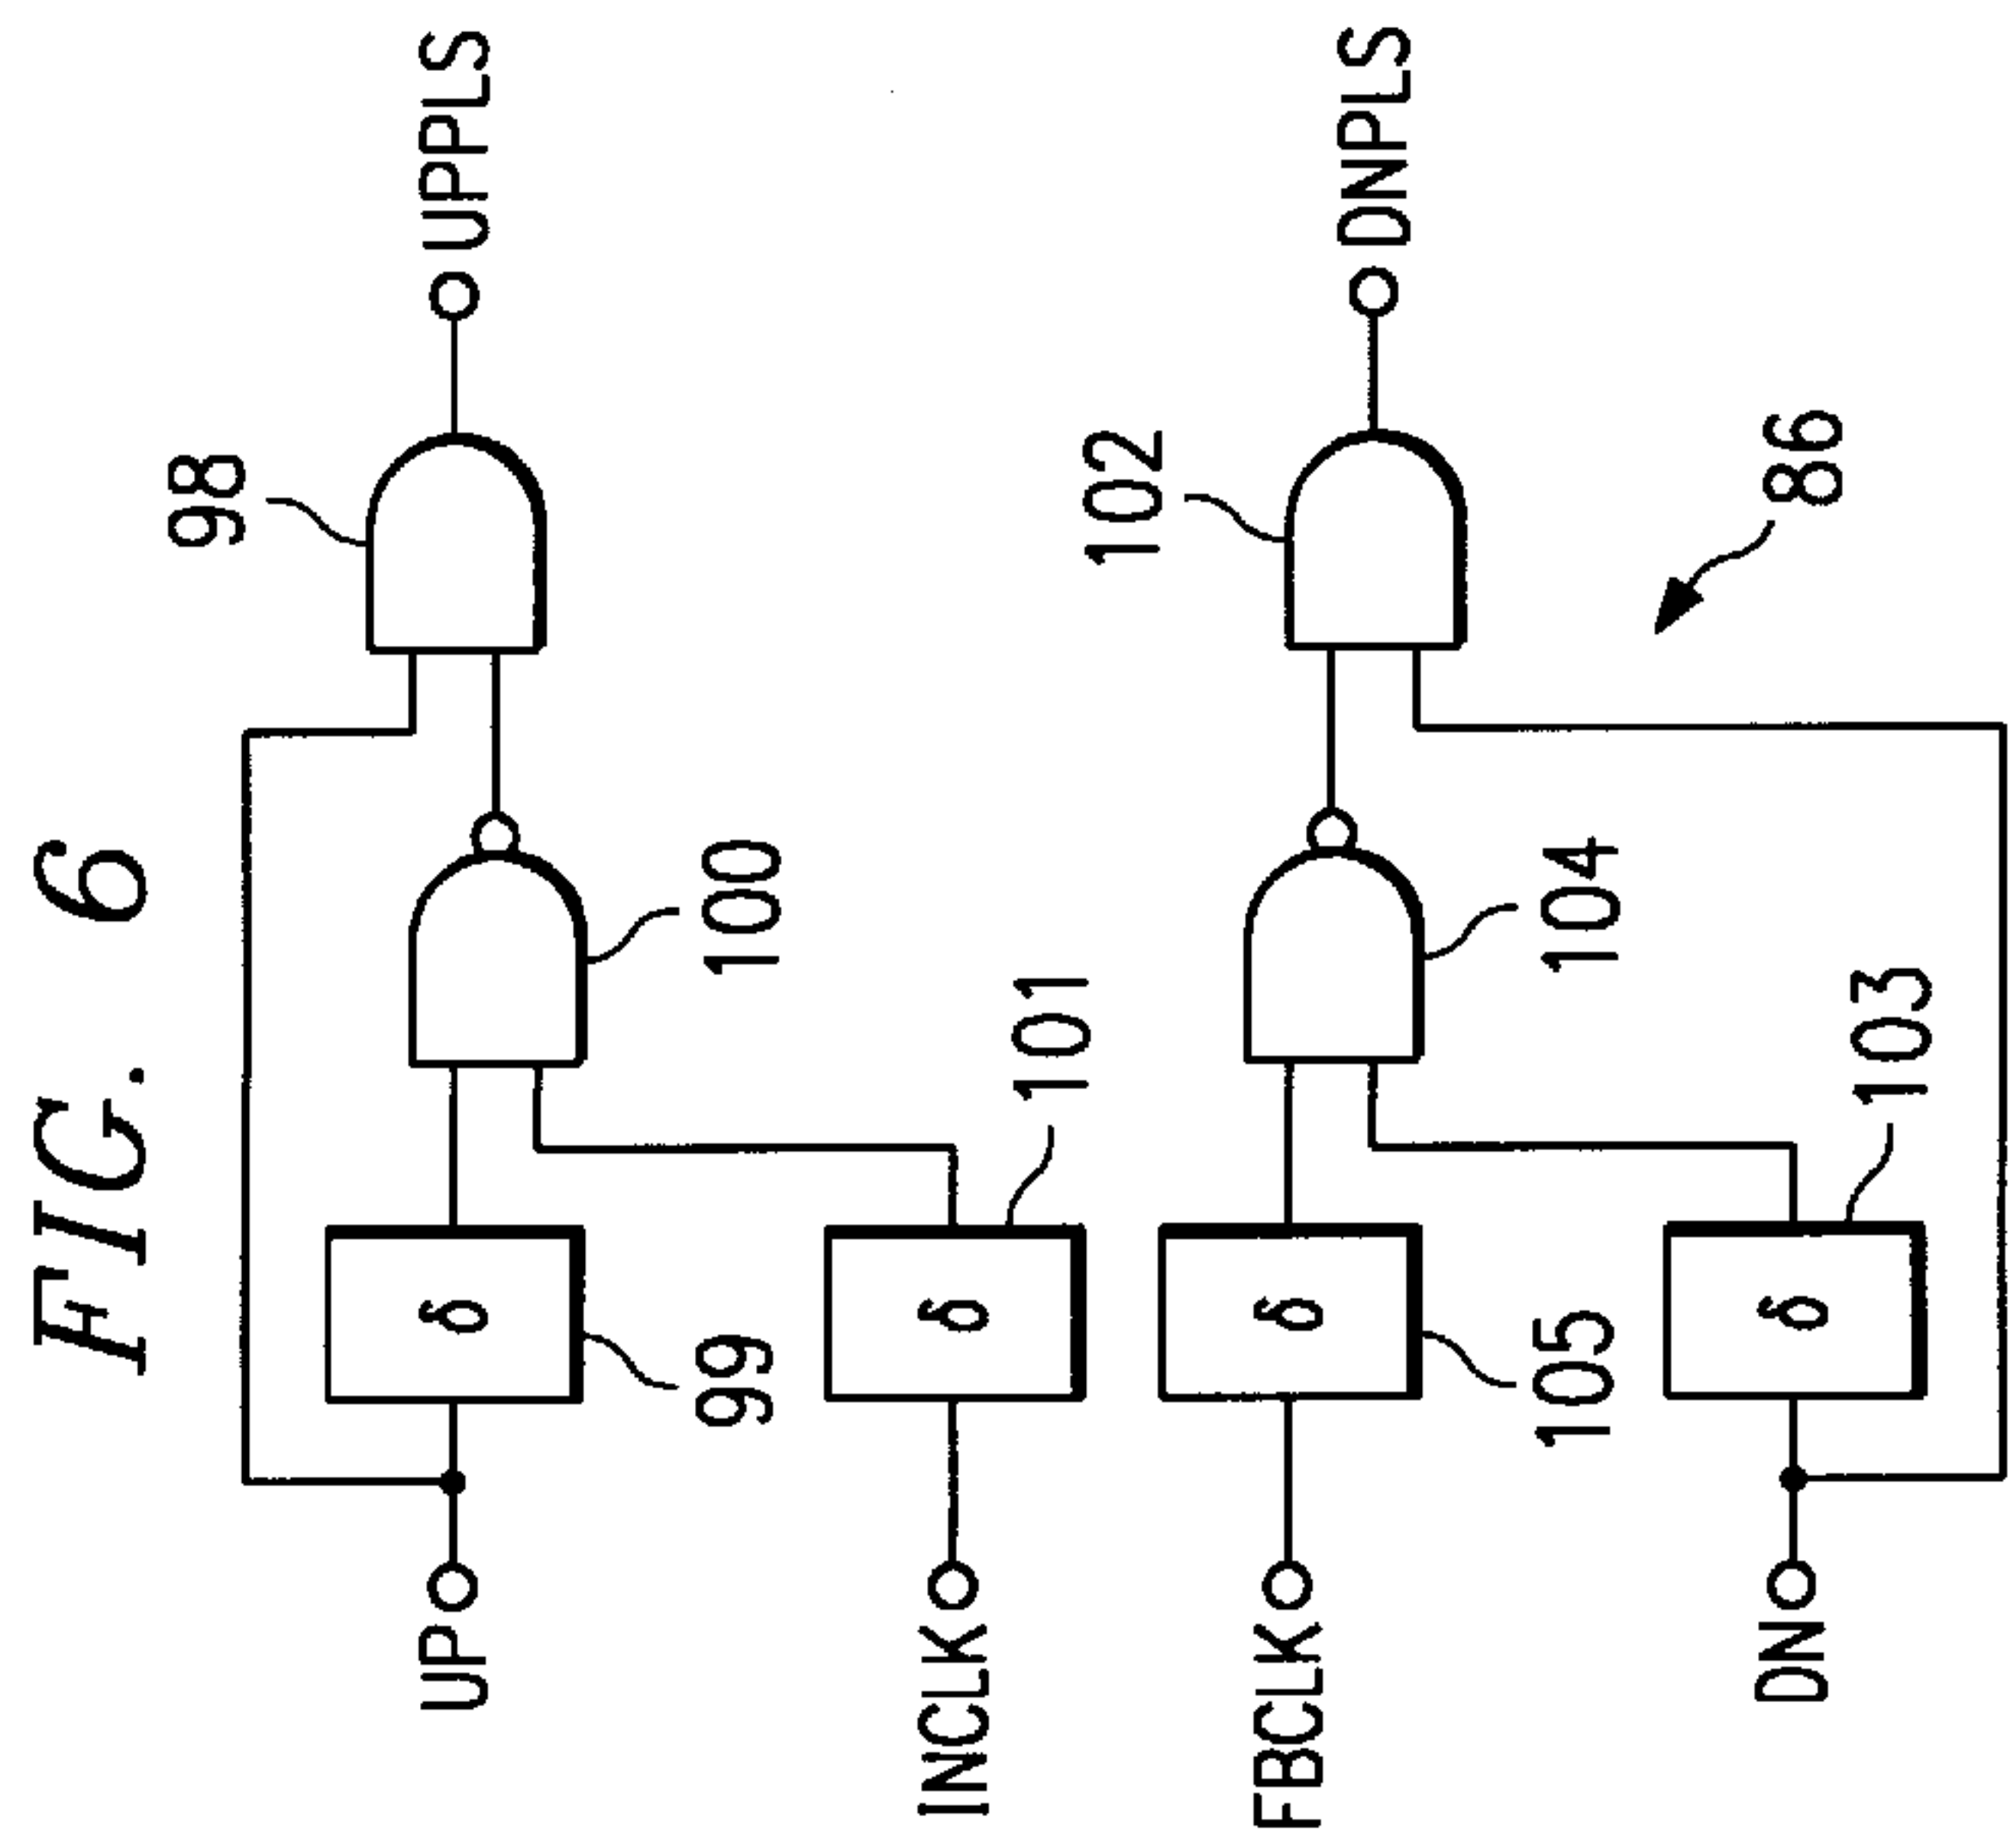 FIG. 6
98
UPPLS
UP
δ
99
100
INCLK
δ
101
102
DNPLS
FBCLK
δ
105
104
DN
δ
103
86